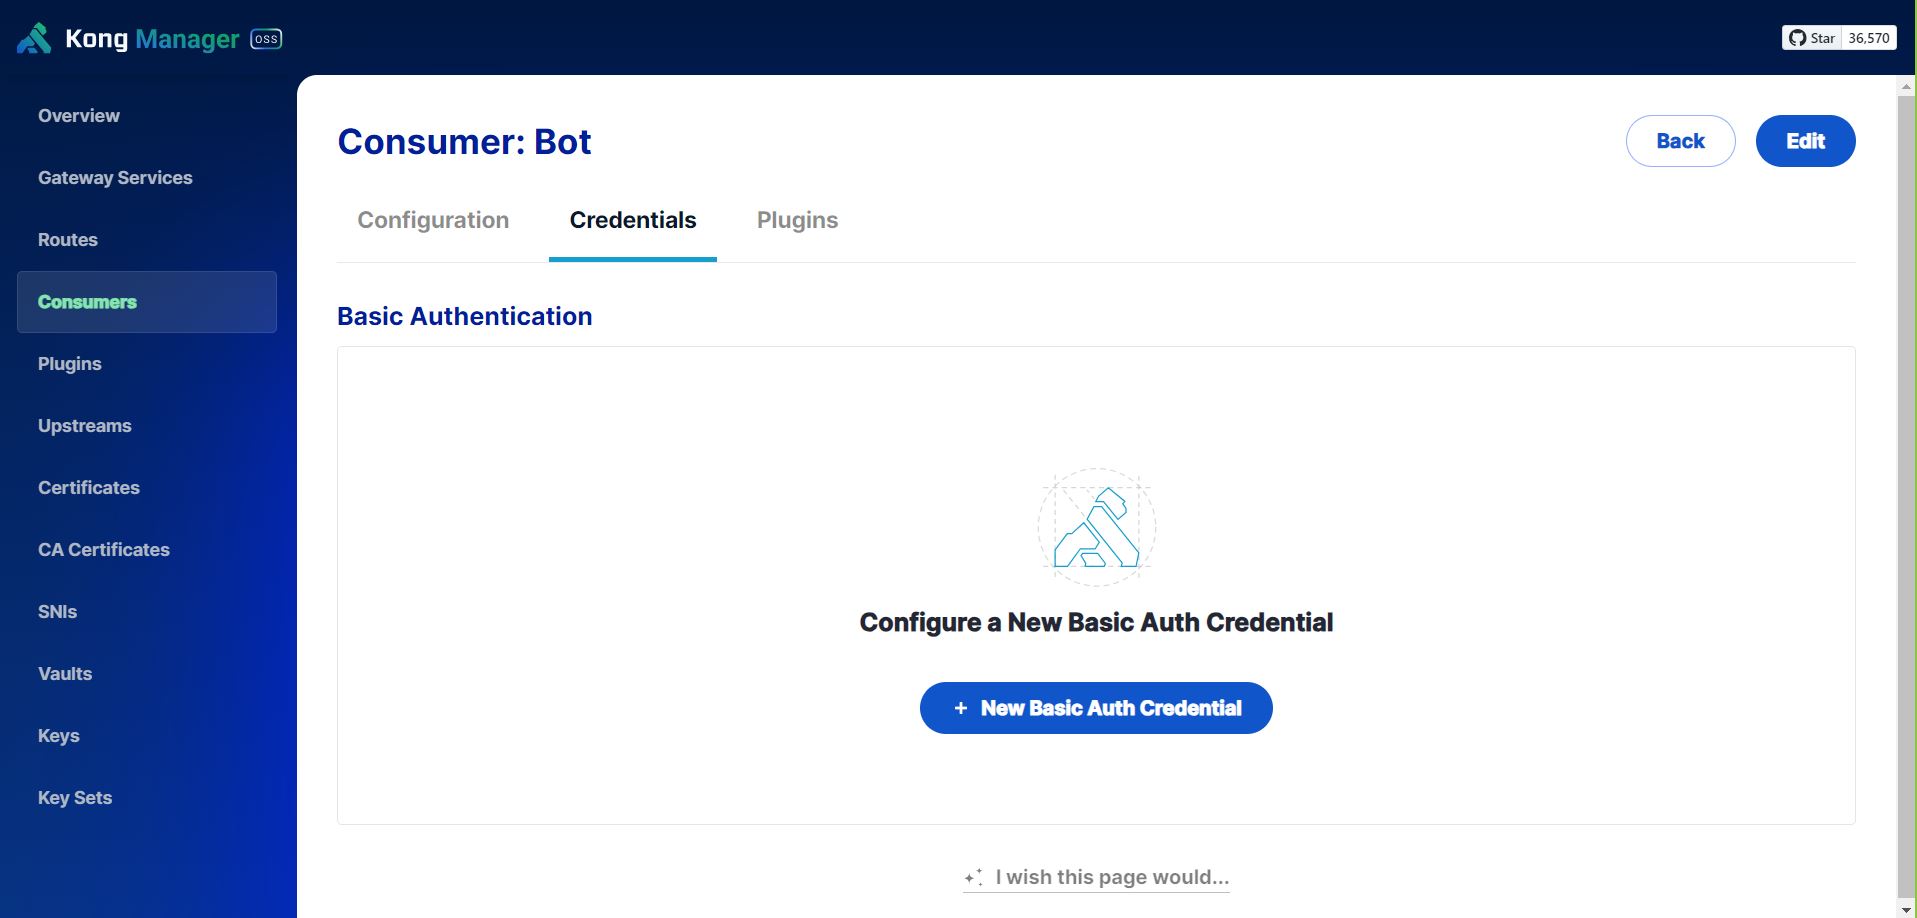 Kong Manager OSS
Star 36,570
Overview
Gateway Services
Routes
Consumers
Plugins
Upstreams
Certificates
CA Certificates
SNIs
Vaults
Keys
Key Sets
Consumer: Bot
Back
Edit
Configuration
Credentials
Plugins
Basic Authentication
Configure a New Basic Auth Credential
+ New Basic Auth Credential
I wish this page would...